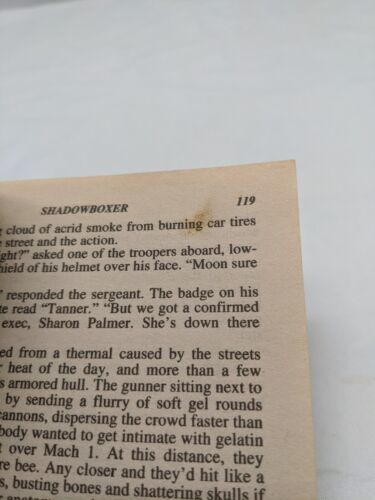 SHADOWBOXER 119
cloud of acrid smoke from burning car tires
street and the action.
ght?" asked one of the troopers aboard, low-
hield of his helmet over his face. "Moon sure
responded the sergeant. The badge on his
te read "Tanner." "But we got a confirmed
exec, Sharon Palmer. She's down there
ed from a thermal caused by the streets
heat of the day, and more than a few
s armored hull. The gunner sitting next to
by sending a flurry of soft gel rounds
cannons, dispersing the crowd faster than
body wanted to get intimate with gelatin
over Mach 1. At this distance, they
re bee. Any closer and they'd hit like a
s, busting bones and shattering skulls if